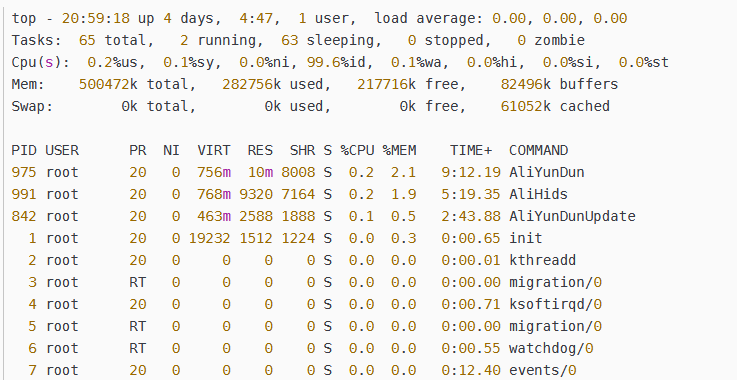 top - 20:59:18 up 4 days,  4:47,  1 user,  load average: 0.00, 0.00, 0.00
Tasks:  65 total,   2 running,  63 sleeping,   0 stopped,   0 zombie
Cpu(s):  0.2%us,  0.1%sy,  0.0%ni, 99.6%id,  0.1%wa,  0.0%hi,  0.0%si,  0.0%st
Mem:    500472k total,   282756k used,   217716k free,    82496k buffers
Swap:        0k total,        0k used,        0k free,    61052k cached

PID USER      PR  NI  VIRT  RES  SHR S %CPU %MEM    TIME+  COMMAND
975 root      20   0  756m  10m 8008 S  0.2  2.1   9:12.19 AliYunDun
991 root      20   0  768m 9320 7164 S  0.2  1.9   5:19.35 AliHids
842 root      20   0  463m 2588 1888 S  0.1  0.5   2:43.88 AliYunDunUpdate
  1 root      20   0 19232 1512 1224 S  0.0  0.3   0:00.65 init
  2 root      20   0     0    0    0 S  0.0  0.0   0:00.01 kthreadd
  3 root      RT   0     0    0    0 S  0.0  0.0   0:00.00 migration/0
  4 root      20   0     0    0    0 S  0.0  0.0   0:00.71 ksoftirqd/0
  5 root      RT   0     0    0    0 S  0.0  0.0   0:00.00 migration/0
  6 root      RT   0     0    0    0 S  0.0  0.0   0:00.55 watchdog/0
  7 root      20   0     0    0    0 S  0.0  0.0   0:12.40 events/0